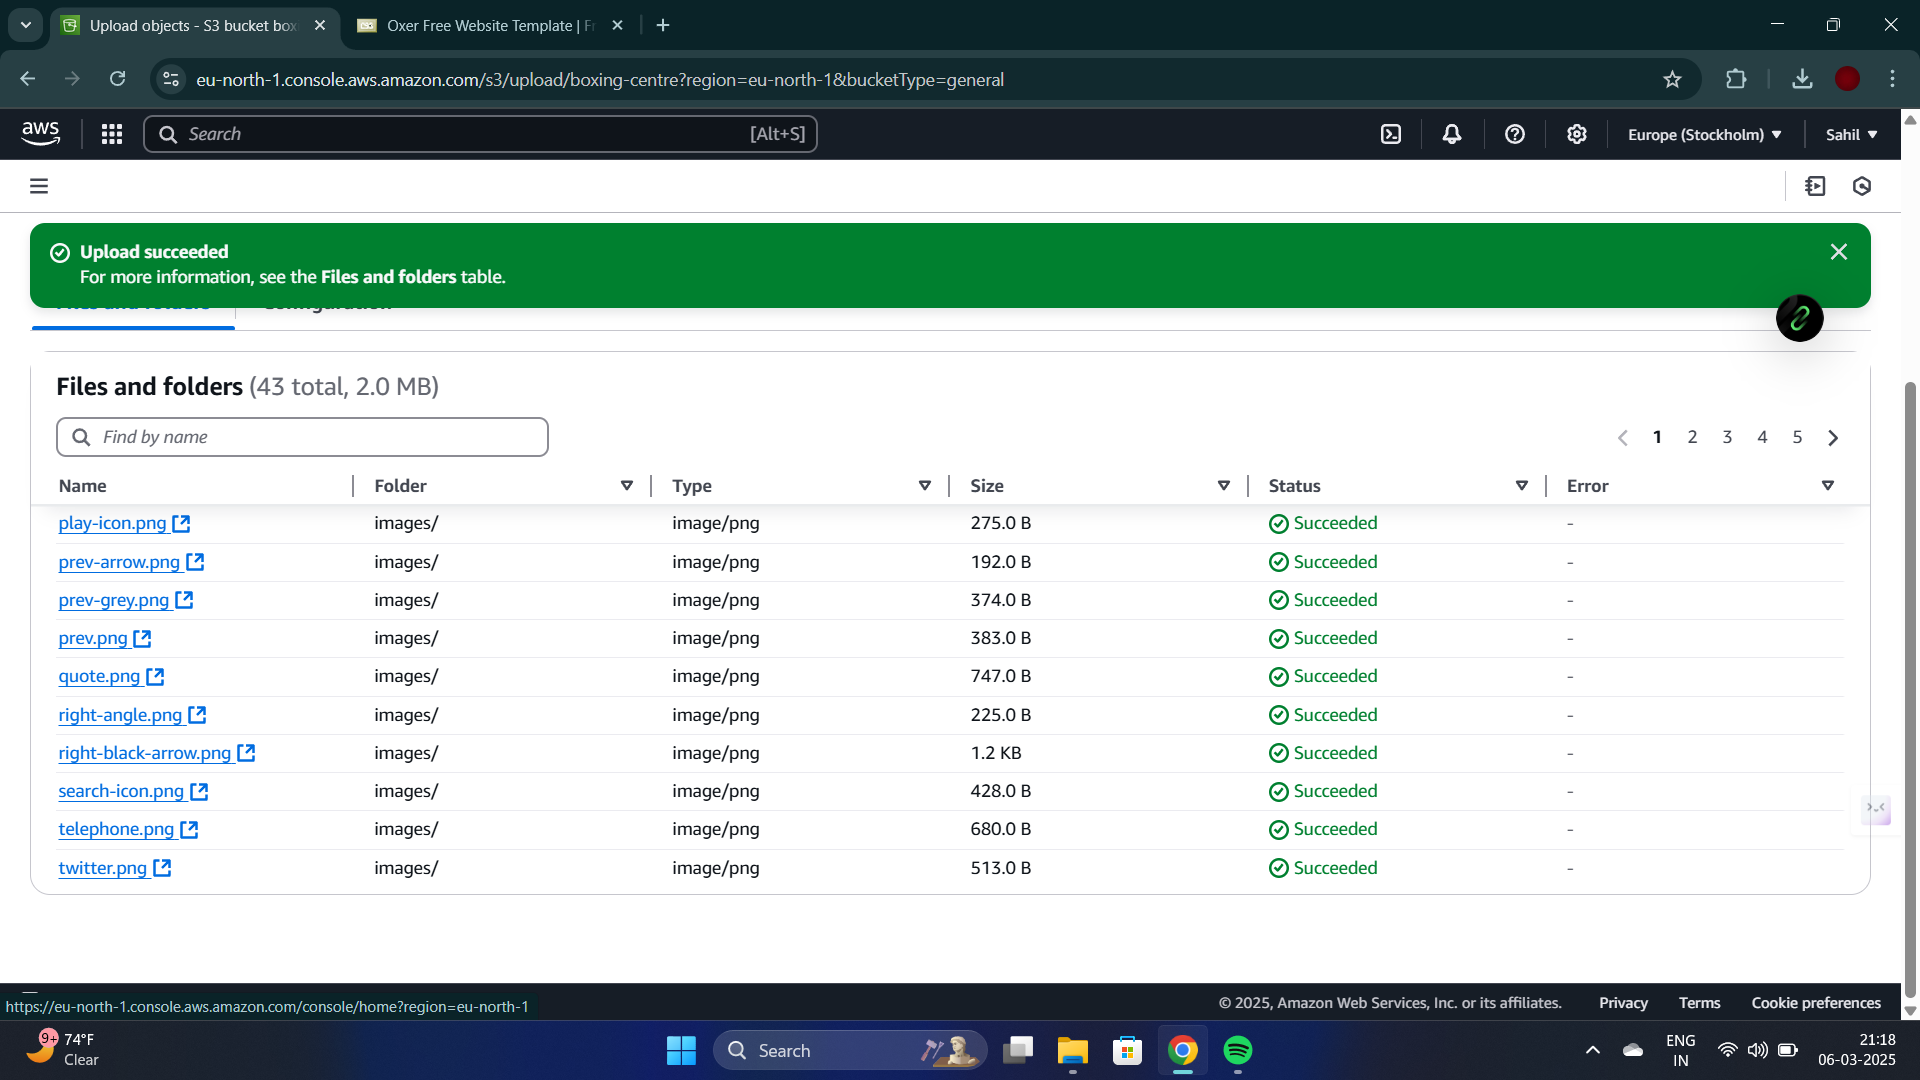 Upload objects - S3 bucket box
Oxer Free Website Template | Fr
eu-north-1.console.aws.amazon.com/s3/upload/boxing-centre?region=eu-north-1&bucketType=general
aws
Search
[Alt+S]
Europe (Stockholm)
Sahil
Upload succeeded
For more information, see the Files and folders table.
Files and folders
Configuration
Files and folders (43 total, 2.0 MB)
Find by name
1 2 3 4 5
Name Folder Type Size Status Error
play-icon.png images/ image/png 275.0 B Succeeded -
prev-arrow.png images/ image/png 192.0 B Succeeded -
prev-grey.png images/ image/png 374.0 B Succeeded -
prev.png images/ image/png 383.0 B Succeeded -
quote.png images/ image/png 747.0 B Succeeded -
right-angle.png images/ image/png 225.0 B Succeeded -
right-black-arrow.png images/ image/png 1.2 KB Succeeded -
search-icon.png images/ image/png 428.0 B Succeeded -
telephone.png images/ image/png 680.0 B Succeeded -
twitter.png images/ image/png 513.0 B Succeeded -
https://eu-north-1.console.aws.amazon.com/console/home?region=eu-north-1
© 2025, Amazon Web Services, Inc. or its affiliates.
Privacy
Terms
Cookie preferences
9+
74°F
Clear
Search
ENG
IN
21:18
06-03-2025